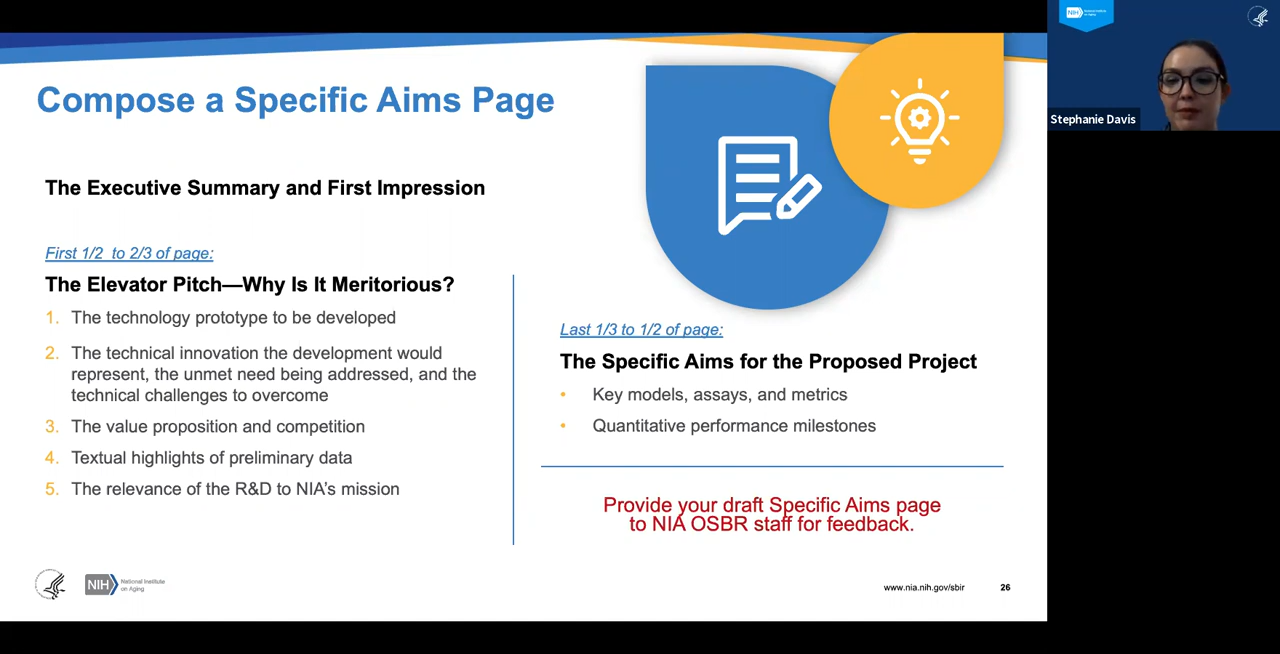 Compose a Specific Aims Page
The Executive Summary and First Impression
First 1/2 to 2/3 of page:
The Elevator Pitch—Why Is It Meritorious?
1. The technology prototype to be developed
2. The technical innovation the development would
represent, the unmet need being addressed, and the
technical challenges to overcome
3. The value proposition and competition
4. Textual highlights of preliminary data
5. The relevance of the R&D to NIA's mission
Last 1/3 to 1/2 of page:
The Specific Aims for the Proposed Project
• Key models, assays, and metrics
• Quantitative performance milestones
Provide your draft Specific Aims page
to NIA OSBR staff for feedback.
NIH
National Institute
on Aging
www.nia.nih.gov/sbir
26
NIH
National Institute
on Aging
Stephanie Davis